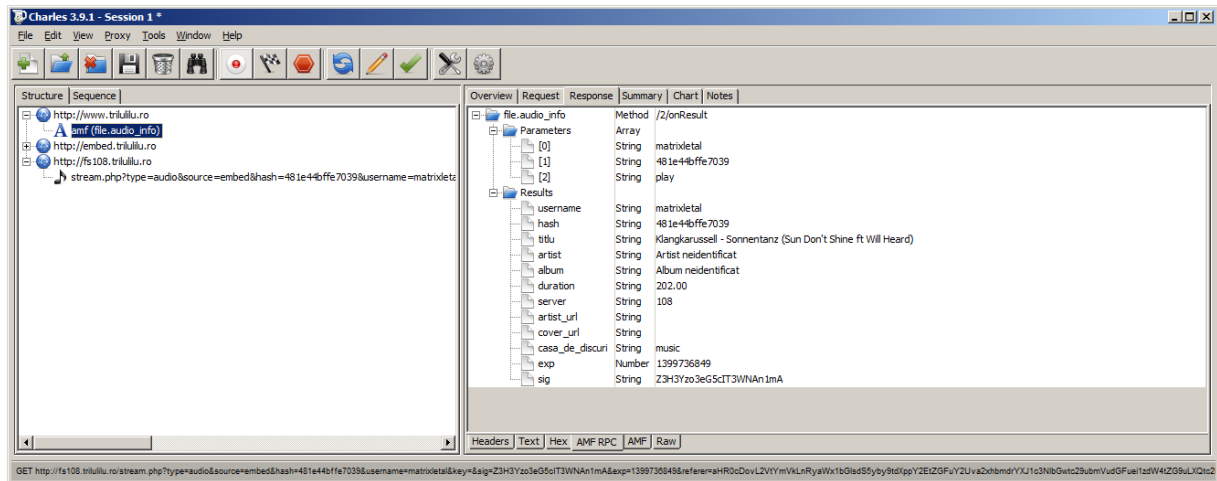 Charles 3.9.1 - Session 1 *
File Edit View Proxy Tools Window Help
Structure Sequence
http://www.trilulilu.ro
amf (file.audio_info)
http://embed.trilulilu.ro
http://fs108.trilulilu.ro
stream.php?type=audio&source=embed&hash=481e44bffe7039&username=matrixleta
Overview Request Response Summary Chart Notes
file.audio_info Method /2/onResult
Parameters Array
[0] String matrixletal
[1] String 481e44bffe7039
[2] String play
Results
username String matrixletal
hash String 481e44bffe7039
titlu String Klangkarussell - Sonnentanz (Sun Don't Shine ft Will Heard)
artist String Artist neidentificat
album String Album neidentificat
duration String 202.00
server String 108
artist_url String
cover_url String
casa_de_discuri String music
exp Number 1399736849
sig String Z3H3Yzo3eG5cIT3WNAn1mA
Headers Text Hex AMF RPC AMF Raw
GET http://fs108.trilulilu.ro/stream.php?type=audio&source=embed&hash=481e44bffe7039&username=matrixletal&key=&sig=Z3H3Yzo3eG5cIT3WNAn1mA&exp=1399736849&referer=